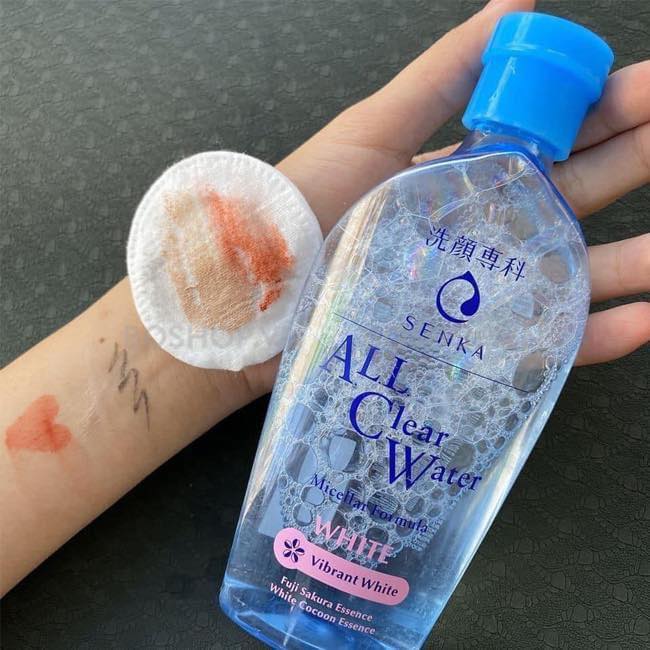 洗顔専科
SENKA
ALL
Clear
Water
Micellar Formula
WHITE
Vibrant White
Fuji Sakura Essence
White Cocoon Essence